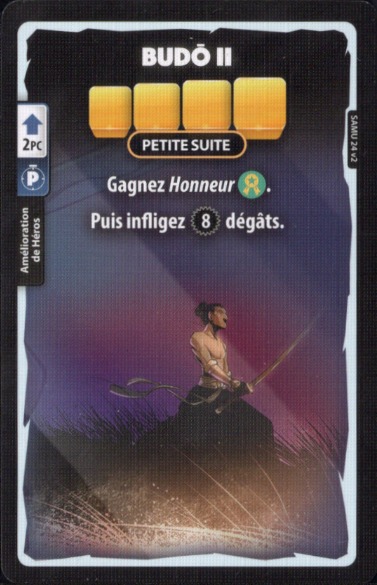 BUDŌ II
PETITE SUITE
Gagnez Honneur.
Puis infligez 8 dégâts.
2PC
P
Amélioration
de Héros
SAMU 24 v2